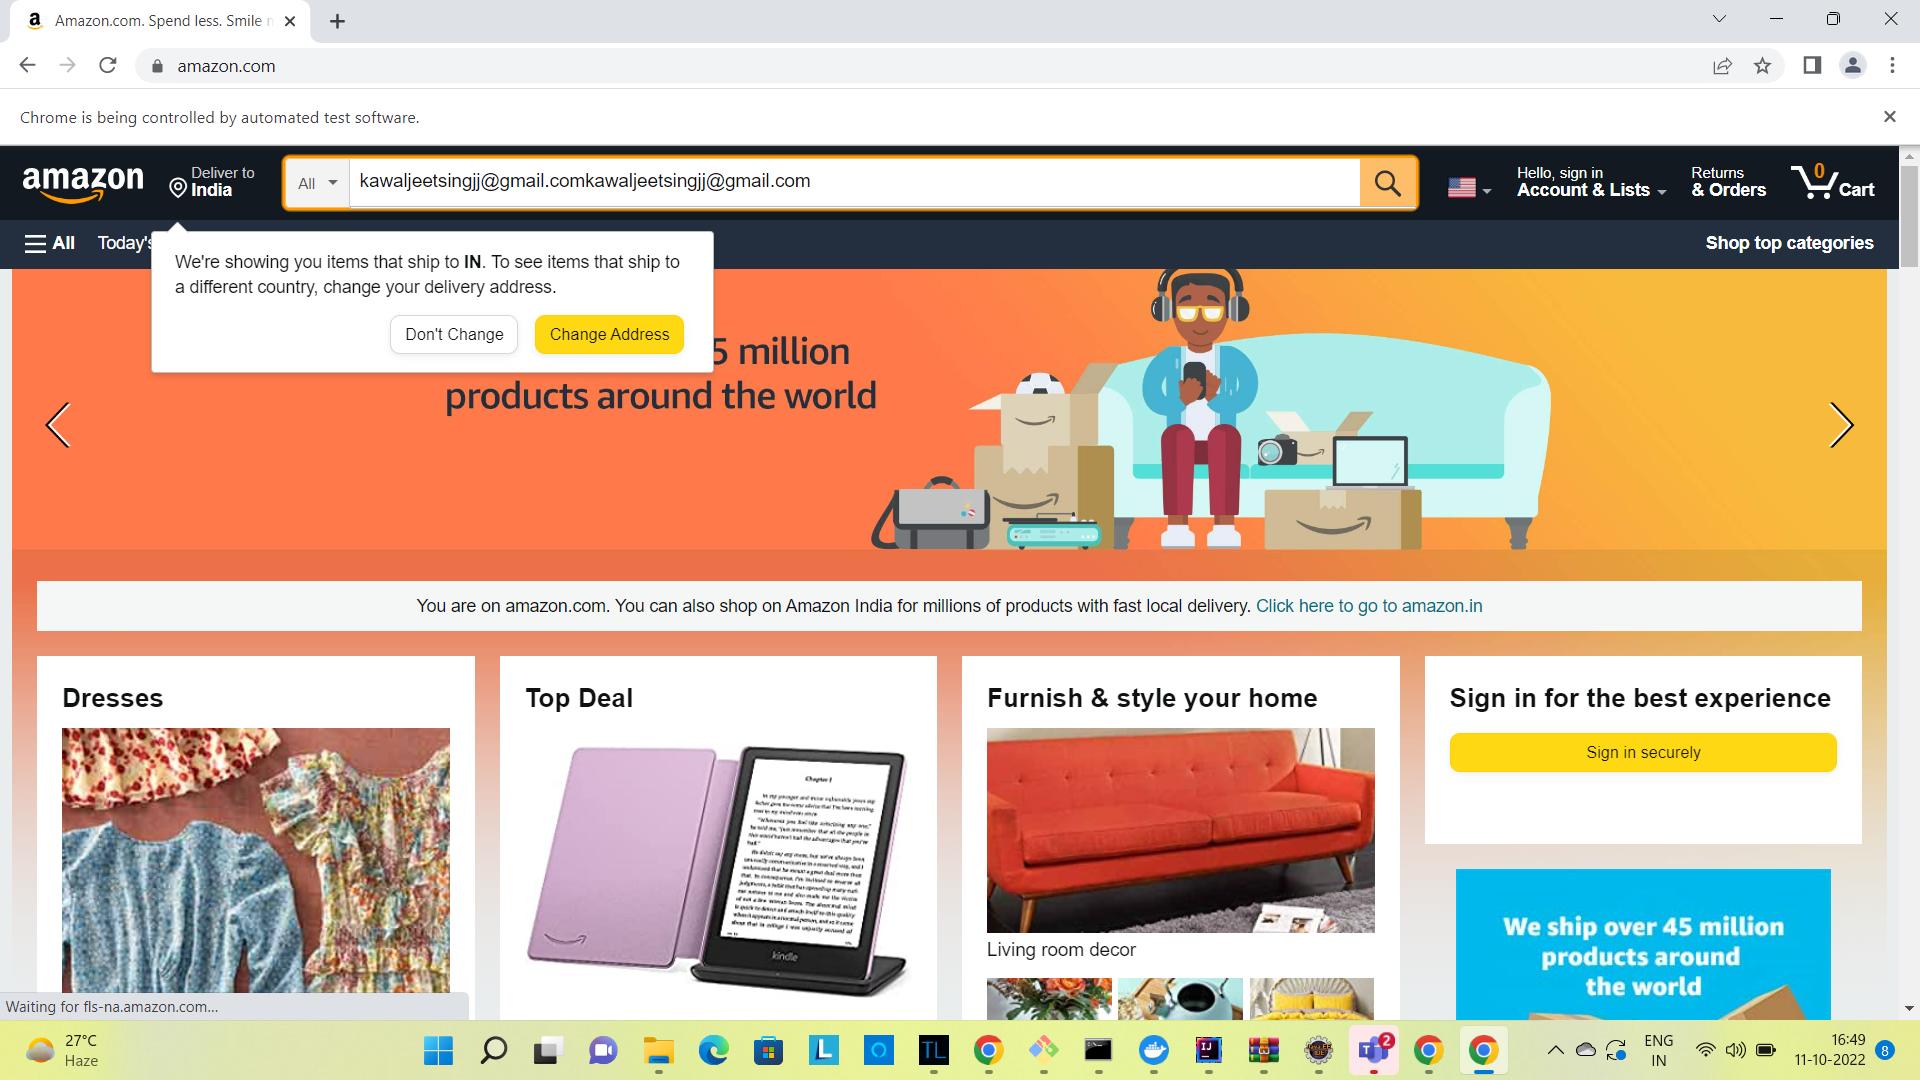 Amazon.com. Spend less. Smile
amazon.com
Chrome is being controlled by automated test software.
amazon
Deliver to
India
All
kawaljeetsingjj@gmail.comkawaljeetsingjj@gmail.com
Hello, sign in
Account & Lists
Returns
& Orders
0
Cart
All
Today's
Shop top categories
We're showing you items that ship to IN. To see items that ship to
a different country, change your delivery address.
Don't Change
Change Address
5 million
products around the world
You are on amazon.com. You can also shop on Amazon India for millions of products with fast local delivery. Click here to go to amazon.in
Dresses
Top Deal
Furnish & style your home
Sign in for the best experience
Sign in securely
Chapter 1
kindle
Living room decor
We ship over 45 million
products around
the world
Waiting for fls-na.amazon.com...
27°C
Haze
L
TL
2
ENG
IN
16:49
11-10-2022
8